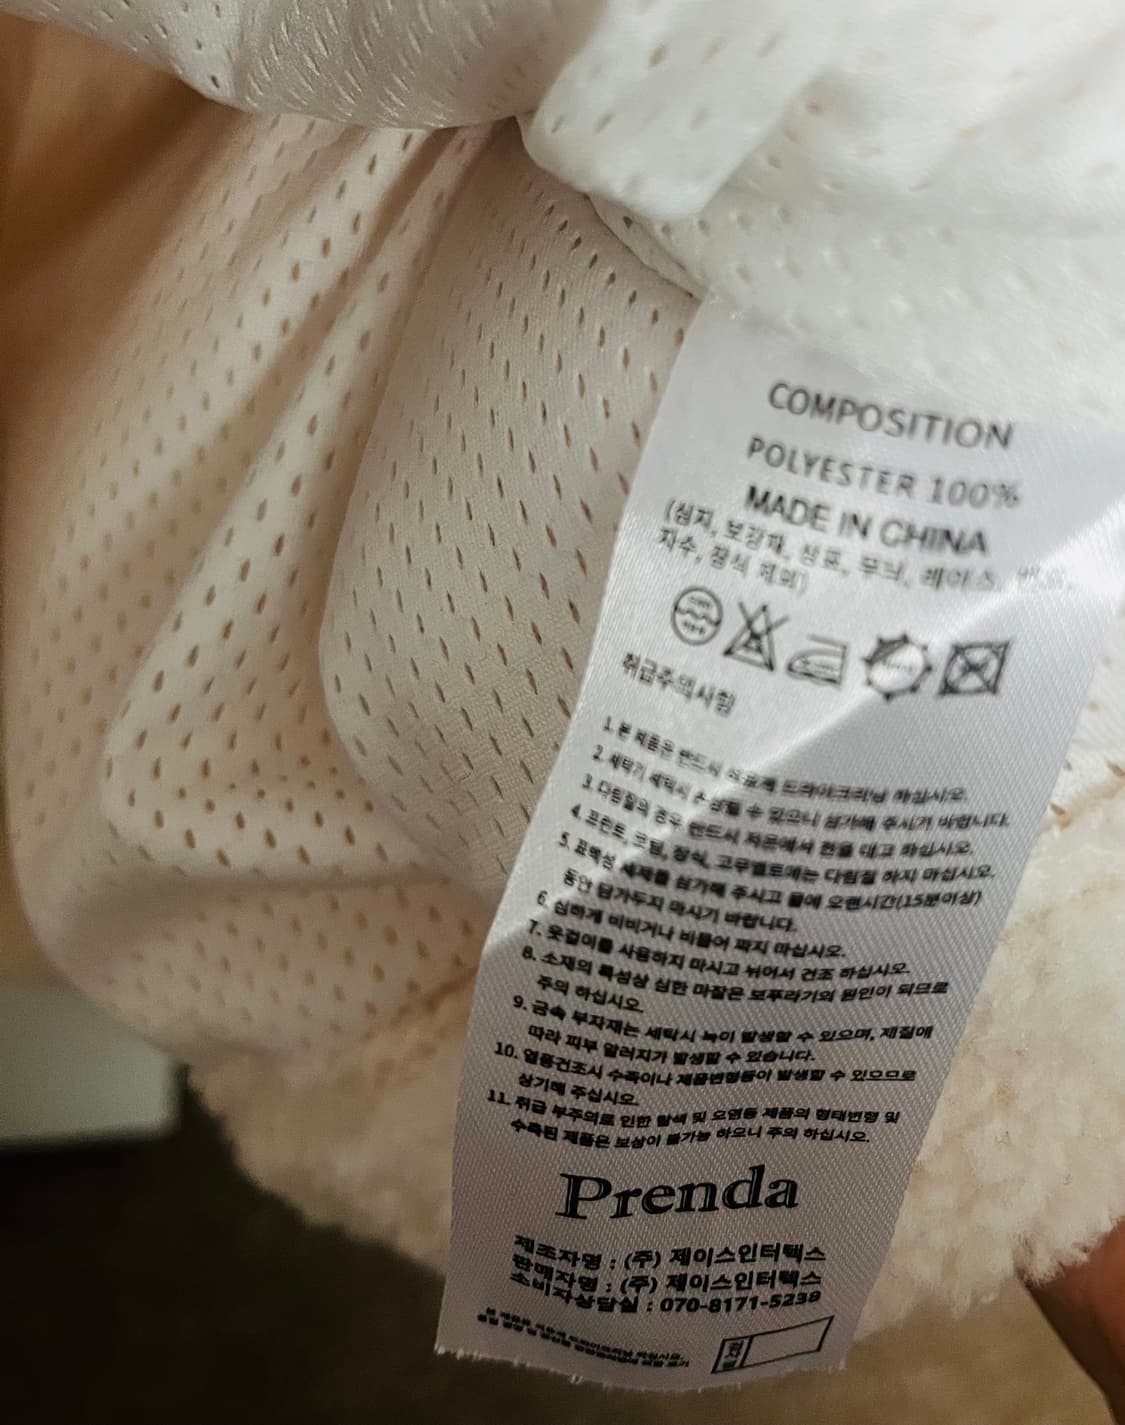 COMPOSITION
POLYESTER 100%
MADE IN CHINA
(심지, 보강재, 상표, 무늬, 레이스,
자수, 장식 제외)
취급주의사항
1. 본 제품은 반드시 석유계 드라이크리닝 하십시오.
2. 세탁기 세탁시 손상될 수 있으니 삼가해 주시기 바랍니다.
3. 다림질의 경우 반드시 저온에서 천을 대고 하십시오.
4. 프린트, 코팅, 장식, 고무벨트에는 다림질 하지 마십시오.
5. 표백성 세제를 삼가해 주시고 물에 오랜시간(15분이상)
동안 담가두지 마시기 바랍니다.
6. 심하게 비비거나 비틀어 짜지 마십시오.
7. 옷걸이를 사용하지 마시고 뉘어서 건조 하십시오.
8. 소재의 특성상 심한 마찰은 보푸라기의 원인이 되므로
주의 하십시오.
9. 금속 부자재는 세탁시 녹이 발생할 수 있으며, 체질에
따라 피부 알러지가 발생할 수 있습니다.
10. 열풍건조시 수축이나 제품변형등이 발생할 수 있으므로
삼가해 주십시오.
11. 취급 부주의로 인한 탈색 및 오염등 제품의 형태변형 및
수축된 제품은 보상이 불가능 하오니 주의 하십시오.
Prenda
제조자명 : (주) 제이스인터텍스
판매자명 : (주) 제이스인터텍스
소비자상담실 : 070-8171-5239